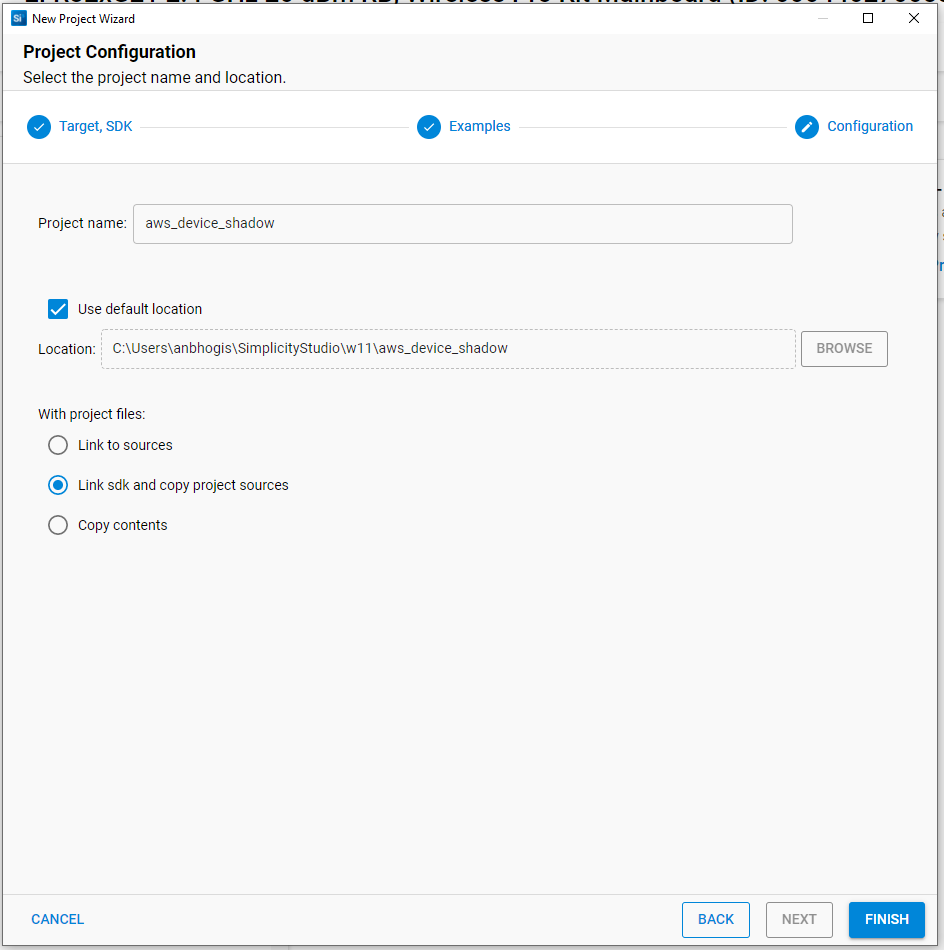 Si New Project Wizard
Project Configuration
Select the project name and location.
Target, SDK
Examples
Configuration
Project name:
aws_device_shadow
Use default location
Location:
C:\Users\anbhogis\SimplicityStudio\w11\aws_device_shadow
BROWSE
With project files:
Link to sources
Link sdk and copy project sources
Copy contents
CANCEL
BACK
NEXT
FINISH